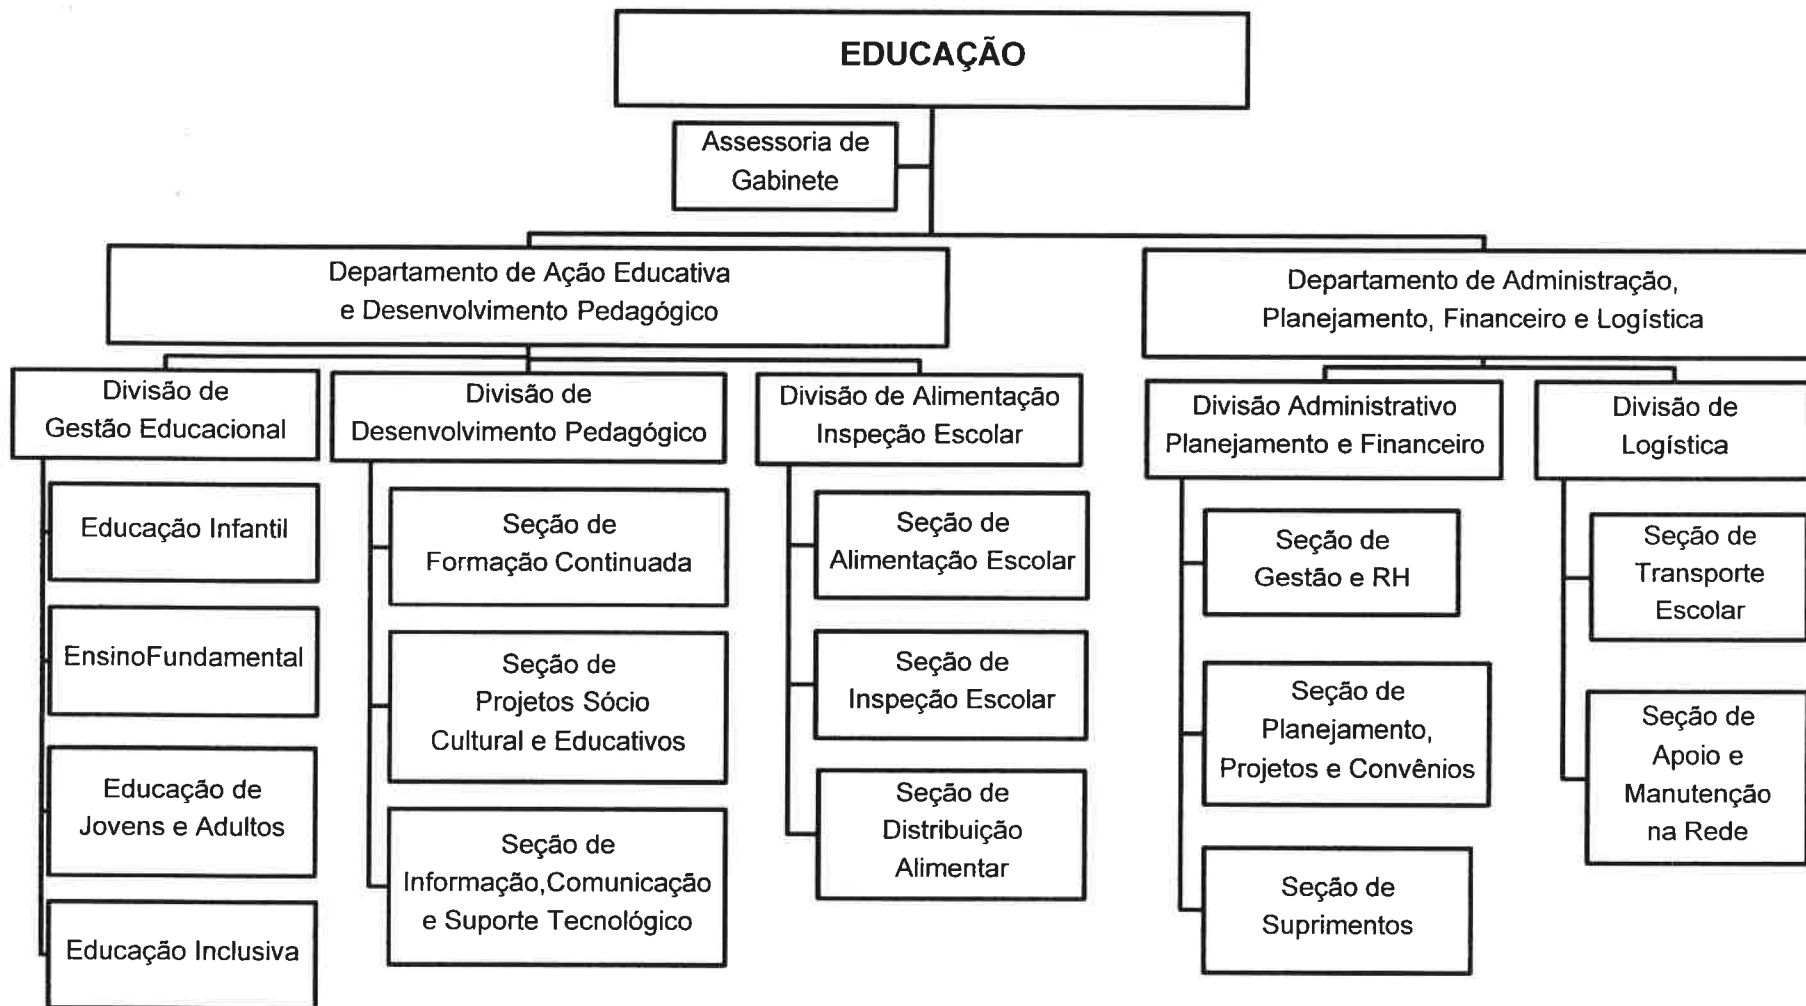 EDUCAÇÃO
Assessoria de
Gabinete
Departamento de Ação Educativa
e Desenvolvimento Pedagógico
Departamento de Administração,
Planejamento, Financeiro e Logística
Divisão de
Gestão Educacional
Divisão de
Desenvolvimento Pedagógico
Divisão de Alimentação
Inspeção Escolar
Divisão Administrativo
Planejamento e Financeiro
Divisão de
Logística
Educação Infantil
EnsinoFundamental
Educação de
Jovens e Adultos
Educação Inclusiva
Seção de
Formação Continuada
Seção de
Projetos Sócio
Cultural e Educativos
Seção de
Informação,Comunicação
e Suporte Tecnológico
Seção de
Alimentação Escolar
Seção de
Inspeção Escolar
Seção de
Distribuição
Alimentar
Seção de
Gestão e RH
Seção de
Planejamento,
Projetos e Convênios
Seção de
Suprimentos
Seção de
Transporte
Escolar
Seção de
Apoio e
Manutenção
na Rede